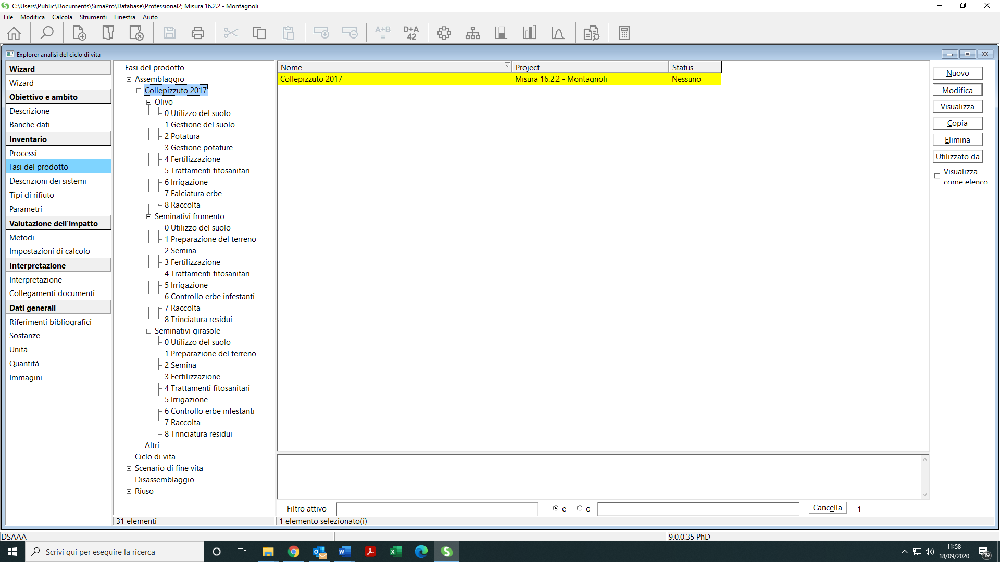 C:\Users\Public\Documents\SimaPro\Database\Professional2; Misura 16.2.2 - Montagnoli
File Modifica Calcola Strumenti Finestra Aiuto
A+B
=
D+A
42
Explorer analisi del ciclo di vita
Wizard
Wizard
Obiettivo e ambito
Descrizione
Banche dati
Inventario
Processi
Fasi del prodotto
Descrizioni dei sistemi
Tipi di rifiuto
Parametri
Valutazione dell'impatto
Metodi
Impostazioni di calcolo
Interpretazione
Interpretazione
Collegamenti documenti
Dati generali
Riferimenti bibliografici
Sostanze
Unità
Quantità
Immagini
Fasi del prodotto
Assemblaggio
Collepizzuto 2017
Olivo
0 Utilizzo del suolo
1 Gestione del suolo
2 Potatura
3 Gestione potature
4 Fertilizzazione
5 Trattamenti fitosanitari
6 Irrigazione
7 Falciatura erbe
8 Raccolta
Seminativi frumento
0 Utilizzo del suolo
1 Preparazione del terreno
2 Semina
3 Fertilizzazione
4 Trattamenti fitosanitari
5 Irrigazione
6 Controllo erbe infestanti
7 Raccolta
8 Trinciatura residui
Seminativi girasole
0 Utilizzo del suolo
1 Preparazione del terreno
2 Semina
3 Fertilizzazione
4 Trattamenti fitosanitari
5 Irrigazione
6 Controllo erbe infestanti
7 Raccolta
8 Trinciatura residui
Altri
Ciclo di vita
Scenario di fine vita
Disassemblaggio
Riuso
31 elementi
Nome Project Status
Collepizzuto 2017 Misura 16.2.2 - Montagnoli Nessuno
Nuovo
Modifica
Visualizza
Copia
Elimina
Utilizzato da
Visualizza
come elenco
Filtro attivo e o Cancella 1
1 elemento selezionato(i)
DSAAA 9.0.0.35 PhD
Scrivi qui per eseguire la ricerca
11:58
18/09/2020
19